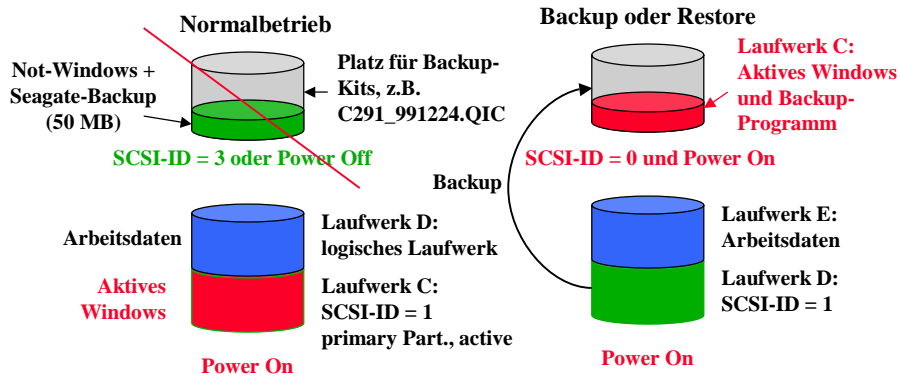 Normalbetrieb
Not-Windows +
Seagate-Backup
(50 MB)
Platz für Backup-
Kits, z.B.
C291_991224.QIC
SCSI-ID = 3 oder Power Off
Arbeitsdaten
Laufwerk D:
logisches Laufwerk
Aktives
Windows
Laufwerk C:
SCSI-ID = 1
primary Part., active
Power On
Backup oder Restore
Laufwerk C:
Aktives Windows
und Backup-
Programm
SCSI-ID = 0 und Power On
Backup
Laufwerk E:
Arbeitsdaten
Laufwerk D:
SCSI-ID = 1
Power On